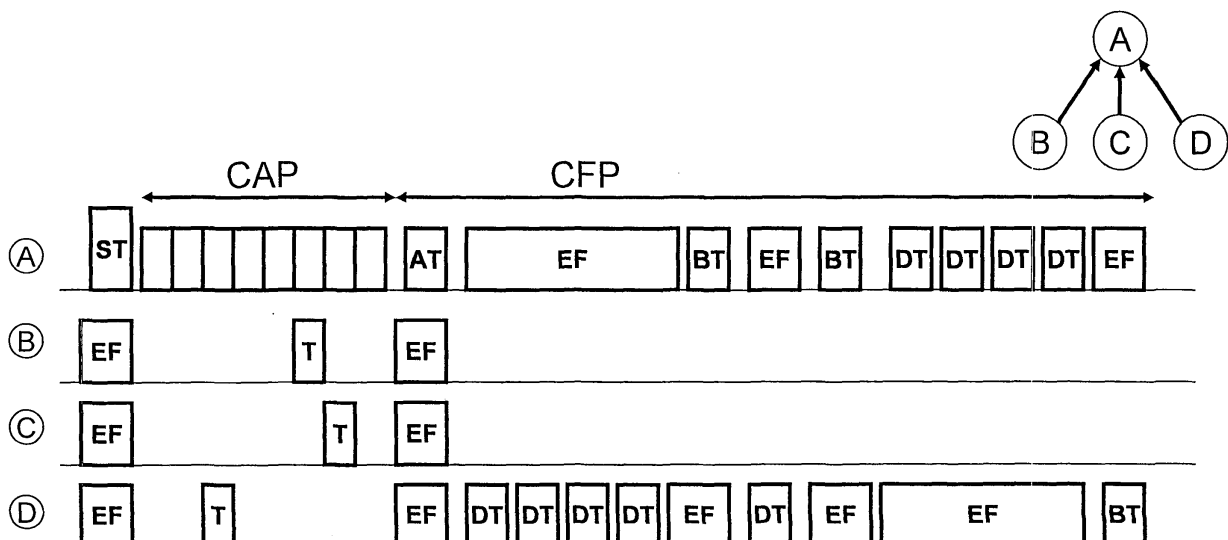 A
B C D
CAP CFP
A ST AT EF BT EF BT DT DT DT DT EF
B EF T EF
C EF T EF
D EF T EF DT DT DT DT EF DT EF EF BT